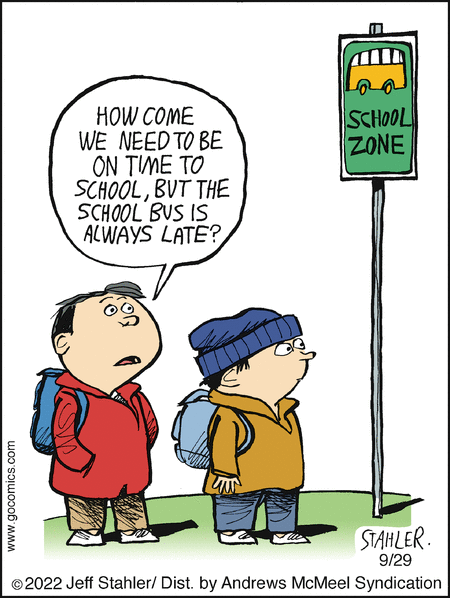 HOW COME
WE NEED TO BE
ON TIME TO
SCHOOL, BUT THE
SCHOOL BUS IS
ALWAYS LATE?
SCHOOL
ZONE
www.gocomics.com
STAHLER.
9/29
©2022 Jeff Stahler/ Dist. by Andrews McMeel Syndication